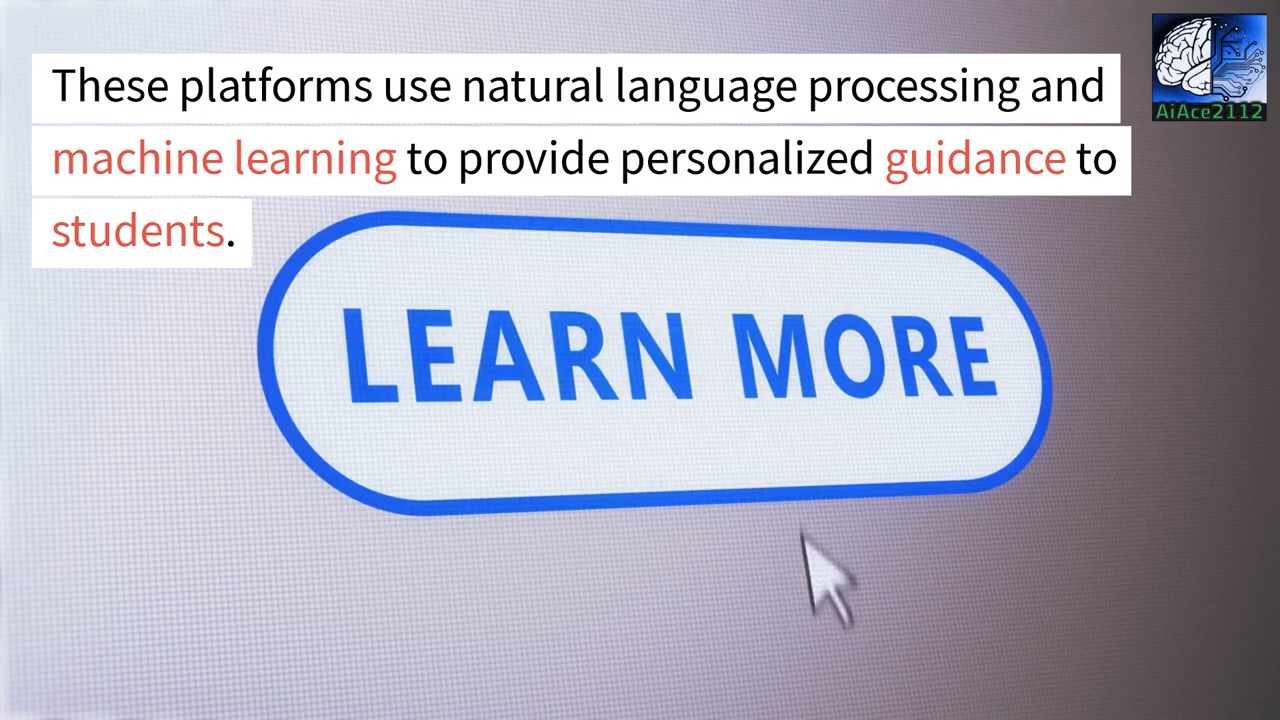 These platforms use natural language processing and
machine learning to provide personalized guidance to
students.
LEARN MORE
AiAce2112